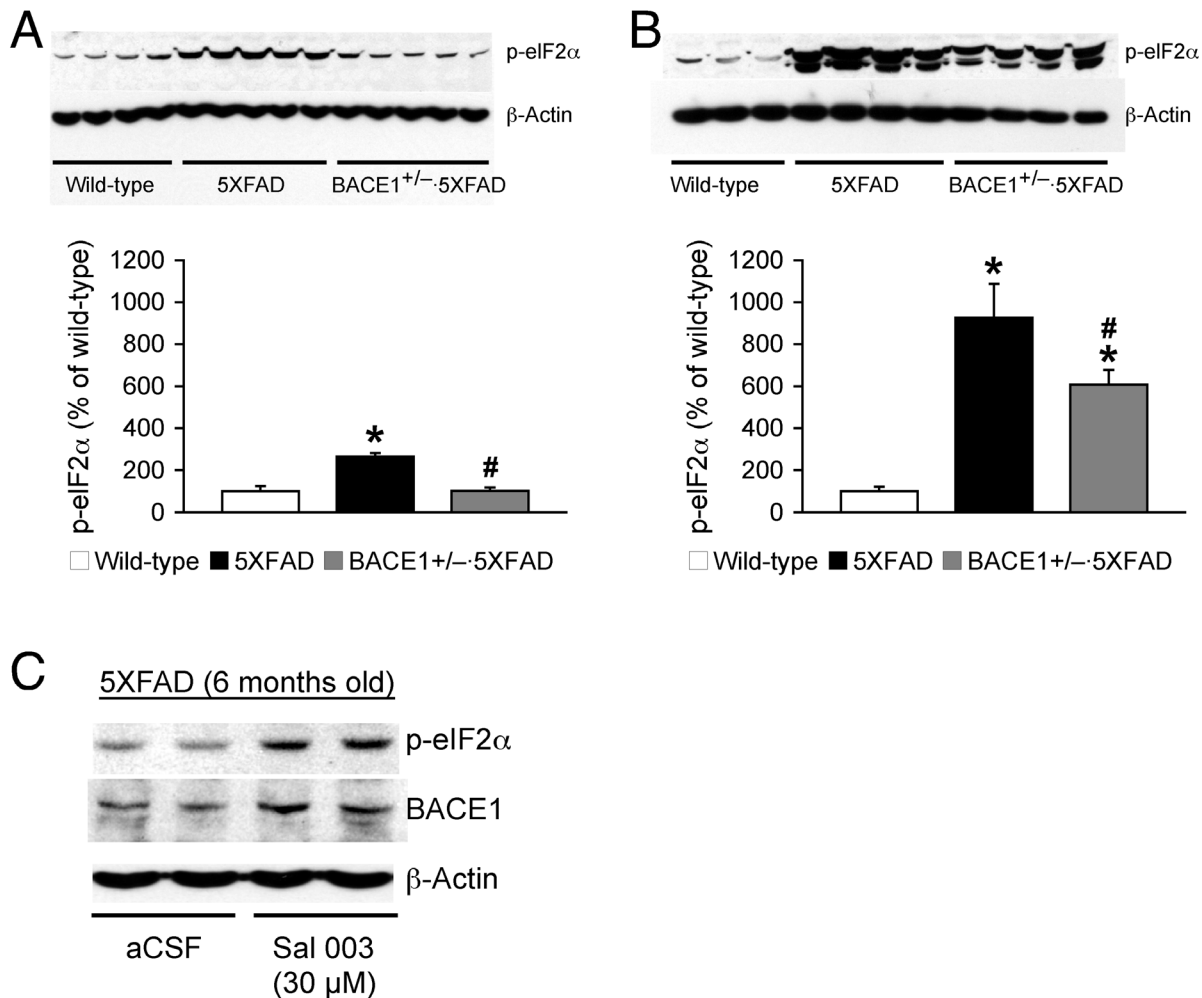 A
p-eIF2α
β-Actin
Wild-type 5XFAD BACE1+/–·5XFAD
p-eIF2α (% of wild-type)
1200
1000
800
600
400
200
0
*
#
Wild-type 5XFAD BACE1+/–·5XFAD
B
p-eIF2α
β-Actin
Wild-type 5XFAD BACE1+/–·5XFAD
p-eIF2α (% of wild-type)
1200
1000
800
600
400
200
0
*
#
*
Wild-type 5XFAD BACE1+/–·5XFAD
C
5XFAD (6 months old)
p-eIF2α
BACE1
β-Actin
aCSF Sal 003
(30 µM)